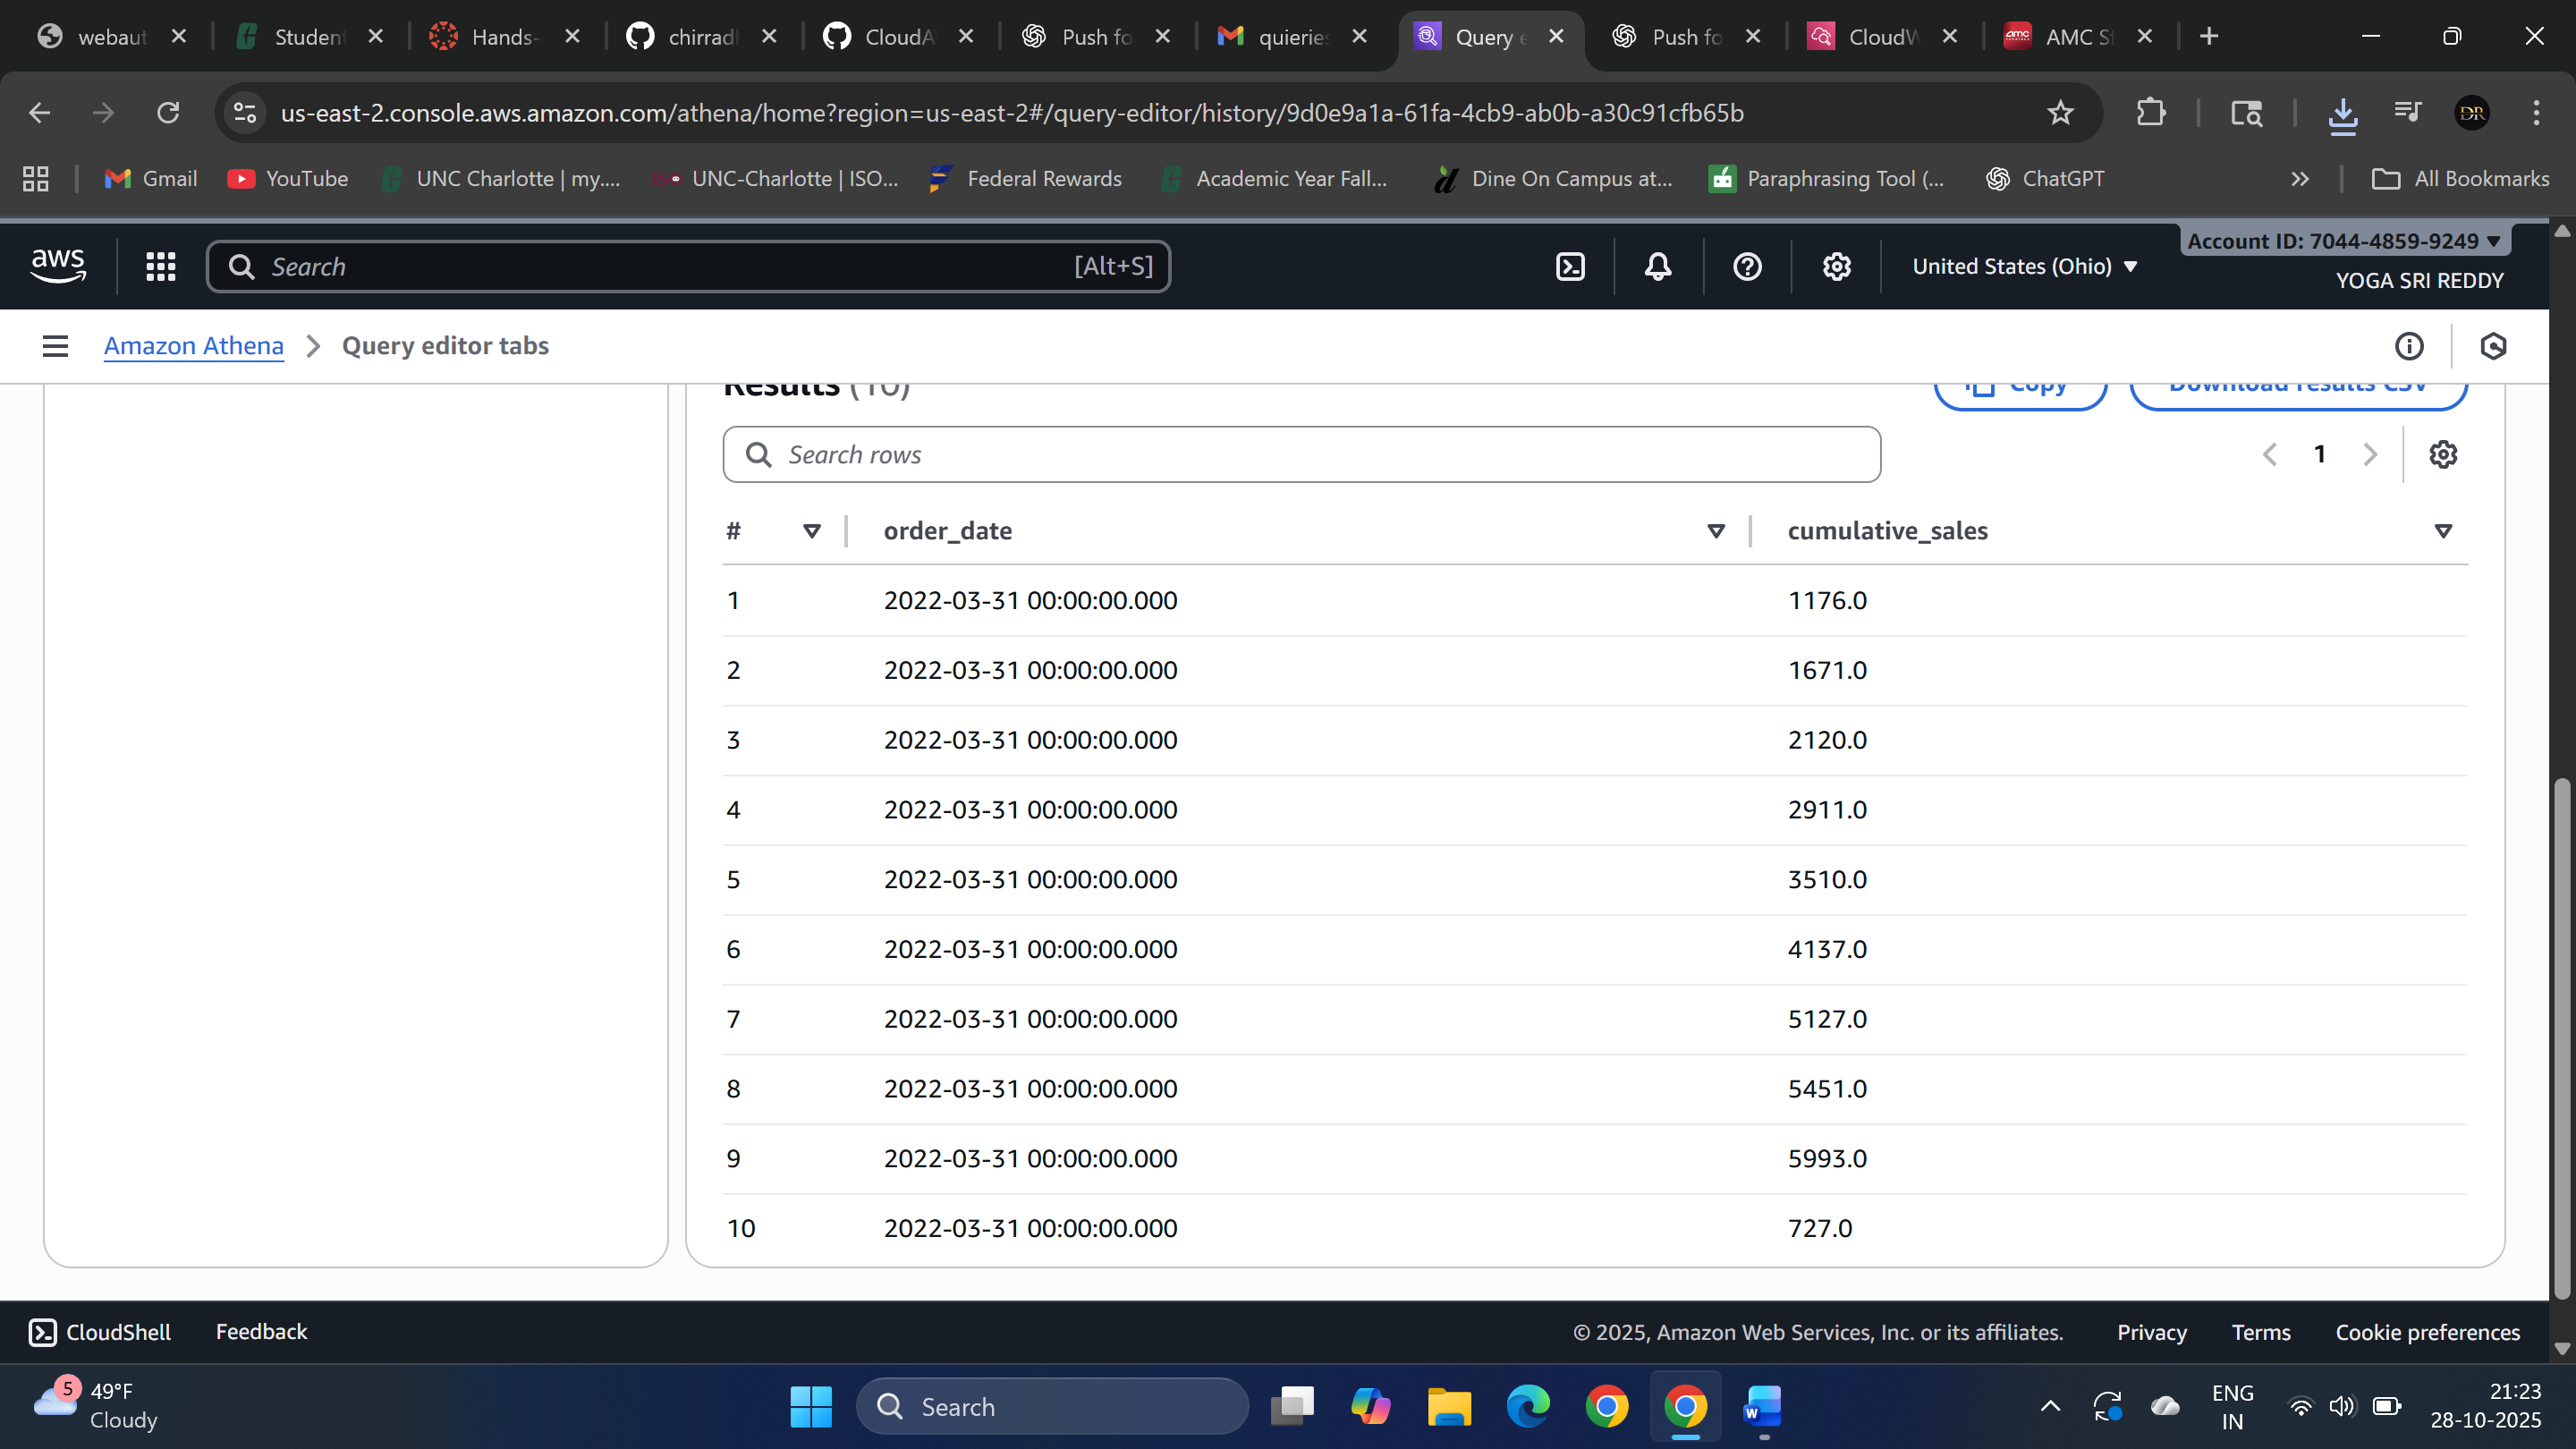 webaut
Student
Hands-
chirradh
CloudA
Push fo
quieries
Query e
Push fo
CloudW
AMC St
us-east-2.console.aws.amazon.com/athena/home?region=us-east-2#/query-editor/history/9d0e9a1a-61fa-4cb9-ab0b-a30c91cfb65b
DR
Gmail
YouTube
UNC Charlotte | my....
UNC-Charlotte | ISO...
Federal Rewards
Academic Year Fall...
Dine On Campus at...
Paraphrasing Tool (...
ChatGPT
All Bookmarks
aws
Search
[Alt+S]
United States (Ohio)
Account ID: 7044-4859-9249
YOGA SRI REDDY
Amazon Athena
Query editor tabs
Results (10)
Copy
Download results CSV
Search rows
1
# order_date cumulative_sales
1 2022-03-31 00:00:00.000 1176.0
2 2022-03-31 00:00:00.000 1671.0
3 2022-03-31 00:00:00.000 2120.0
4 2022-03-31 00:00:00.000 2911.0
5 2022-03-31 00:00:00.000 3510.0
6 2022-03-31 00:00:00.000 4137.0
7 2022-03-31 00:00:00.000 5127.0
8 2022-03-31 00:00:00.000 5451.0
9 2022-03-31 00:00:00.000 5993.0
10 2022-03-31 00:00:00.000 727.0
CloudShell
Feedback
© 2025, Amazon Web Services, Inc. or its affiliates.
Privacy
Terms
Cookie preferences
5
49°F
Cloudy
Search
ENG
IN
21:23
28-10-2025